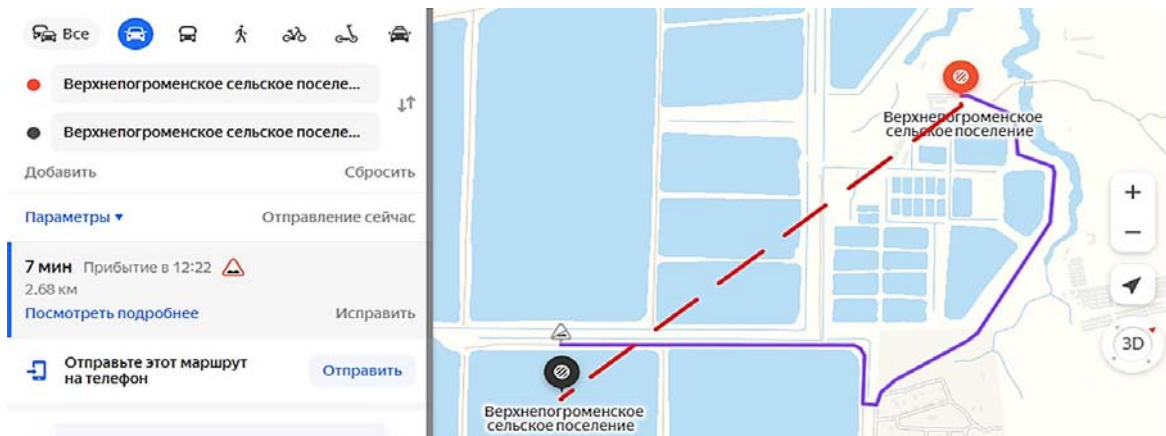 Все
Верхнепогроменское сельское поселе...
Верхнепогроменское сельское поселе...
Добавить
Сбросить
Параметры ▾
Отправление сейчас
7 мин Прибытие в 12:22
2.68 км
Посмотреть подробнее
Исправить
Отправьте этот маршрут
на телефон
Отправить
Верхнепогроменское
сельское поселение
Верхнепогроменское
сельское поселение
+
−
3D